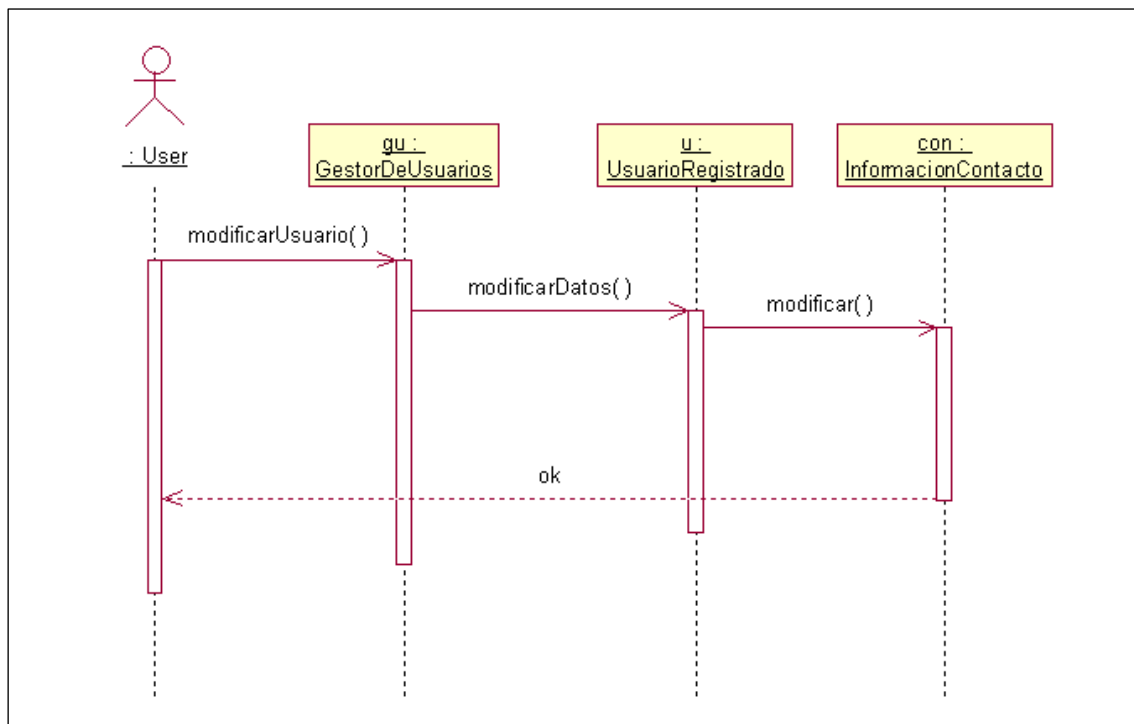 : User
gu :
GestorDeUsuarios
u :
UsuarioRegistrado
con :
InformacionContacto
modificarUsuario( )
modificarDatos( )
modificar( )
ok